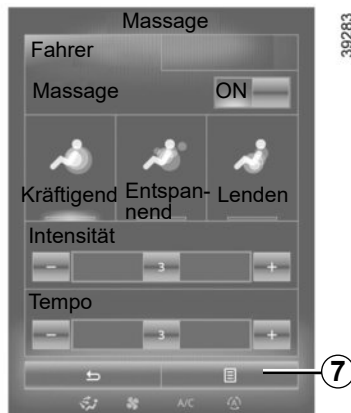 Massage
Fahrer
Massage ON
Kräftigend Entspan-
nend Lenden
Intensität
− 3 +
Tempo
− 3 +
7
A/C
39283